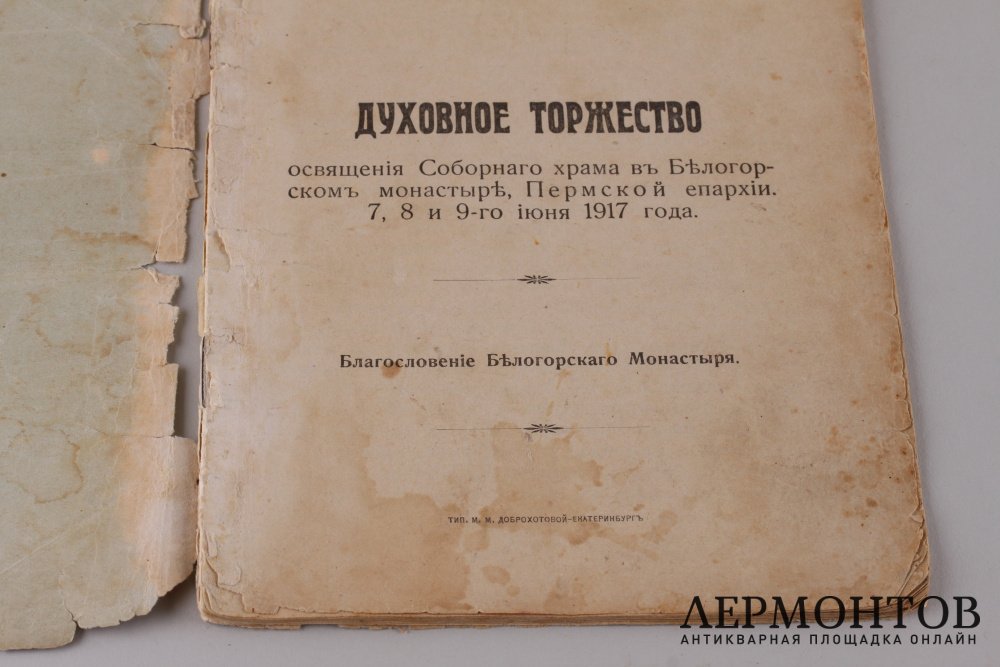 ДУХОВНОЕ ТОРЖЕСТВО
освященія Соборнаго храма въ Бѣлогор-
скомъ монастырѣ, Пермской епархіи.
7, 8 и 9-го іюня 1917 года.
Благословеніе Бѣлогорскаго Монастыря.
ТИП. М. М. ДОБРОХОТОВОЙ–ЕКАТЕРИНБУРГЪ
ЛЕРМОНТОВ
АНТИКВАРНАЯ ПЛОЩАДКА ОНЛАЙН